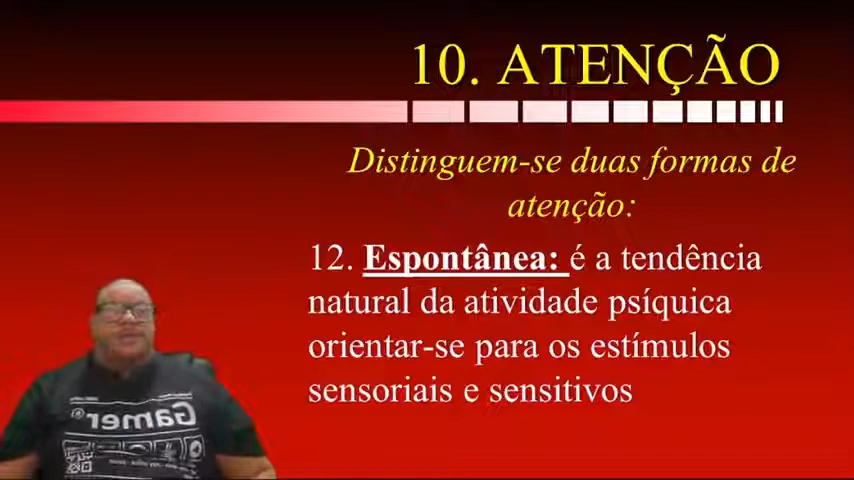 10. ATENÇÃO
Distinguem-se duas formas de
atenção:
12. Espontânea: é a tendência
natural da atividade psíquica
orientar-se para os estímulos
sensoriais e sensitivos
Gamer